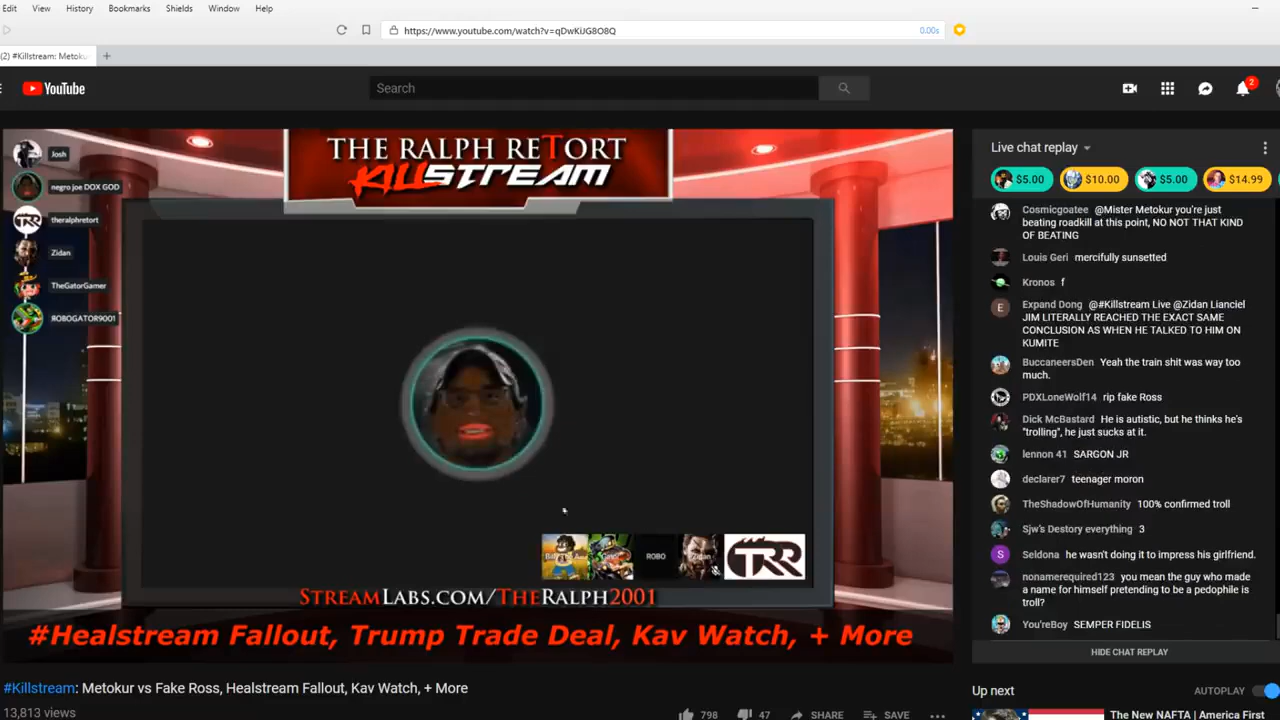 Edit View History Bookmarks Shields Window Help
https://www.youtube.com/watch?v=qDwKiJG8O8Q 0.00s
(2) #Killstream: Metoku
YouTube
Search
2
THE RALPH RETORT
KILLSTREAM
Josh
negro joe DOX GOD
TRR theralphretort
Zidan
TheGatorGamer
ROBOGATOR9001
ROBO
Zidan
TRR
STREAMLABS.COM/THERALPH2001
#Healstream Fallout, Trump Trade Deal, Kav Watch, + More
#Killstream: Metokur vs Fake Ross, Healstream Fallout, Kav Watch, + More
13,813 views
798 47 SHARE SAVE
Live chat replay
$5.00 $10.00 $5.00 $14.99
Cosmicgoatee @Mister Metokur you're just
beating roadkill at this point, NO NOT THAT KIND
OF BEATING
Louis Geri mercifully sunsetted
Kronos f
E Expand Dong @#Killstream Live @Zidan Lianciel
JIM LITERALLY REACHED THE EXACT SAME
CONCLUSION AS WHEN HE TALKED TO HIM ON
KUMITE
BuccaneersDen Yeah the train shit was way too
much.
PDXLoneWolf14 rip fake Ross
Dick McBastard He is autistic, but he thinks he's
"trolling", he just sucks at it.
lennon 41 SARGON JR
declarer7 teenager moron
TheShadowOfHumanity 100% confirmed troll
Sjw's Destory everything 3
S Seldona he wasn't doing it to impress his girlfriend.
nonamerequired123 you mean the guy who made
a name for himself pretending to be a pedophile is
troll?
You'reBoy SEMPER FIDELIS
HIDE CHAT REPLAY
Up next AUTOPLAY
The New NAFTA | America First